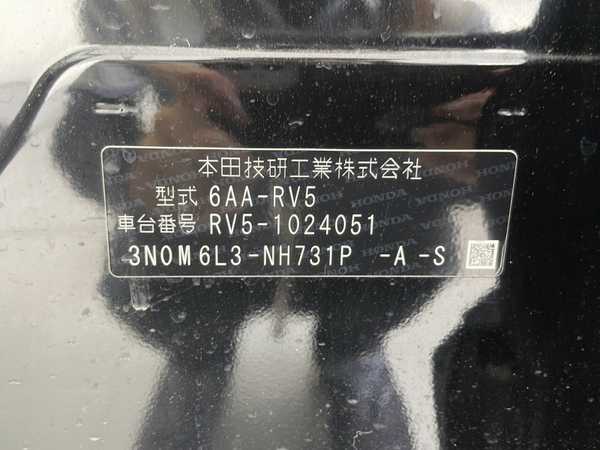 本田技研工業株式会社
型式 6AA-RV5
車台番号 RV5-1024051
3N0M6L3-NH731P -A -S